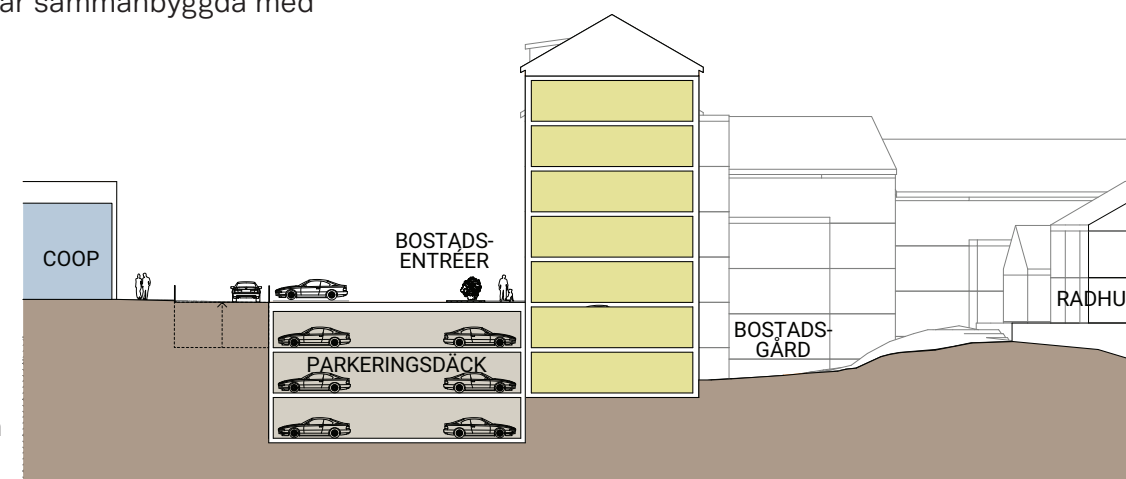 är sammanbyggda med
COOP
BOSTADS-
ENTRÉER
PARKERINGSDÄCK
BOSTADS-
GÅRD
RADHU